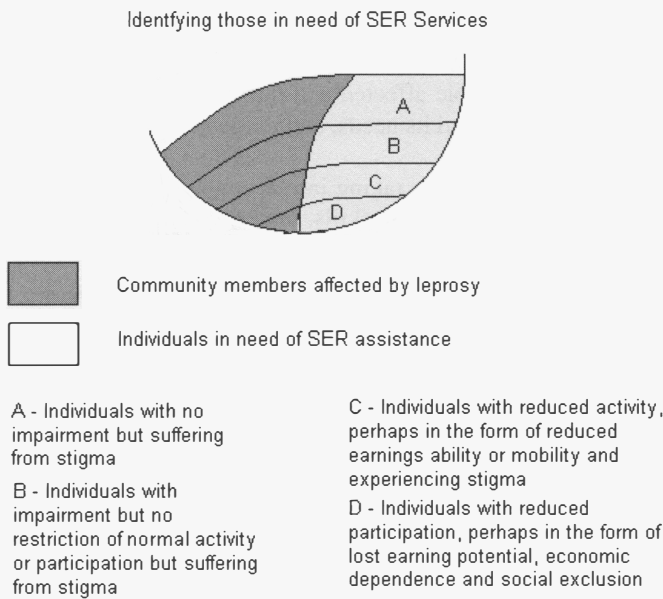 Identfying those in need of SER Services
A
B
C
D
Community members affected by leprosy
Individuals in need of SER assistance
A - Individuals with no
impairment but suffering
from stigma
B - Individuals with
impairment but no
restriction of normal activity
or participation but suffering
from stigma
C - Individuals with reduced activity,
perhaps in the form of reduced
earnings ability or mobility and
experiencing stigma
D - Individuals with reduced
participation, perhaps in the form of
lost earning potential, economic
dependence and social exclusion